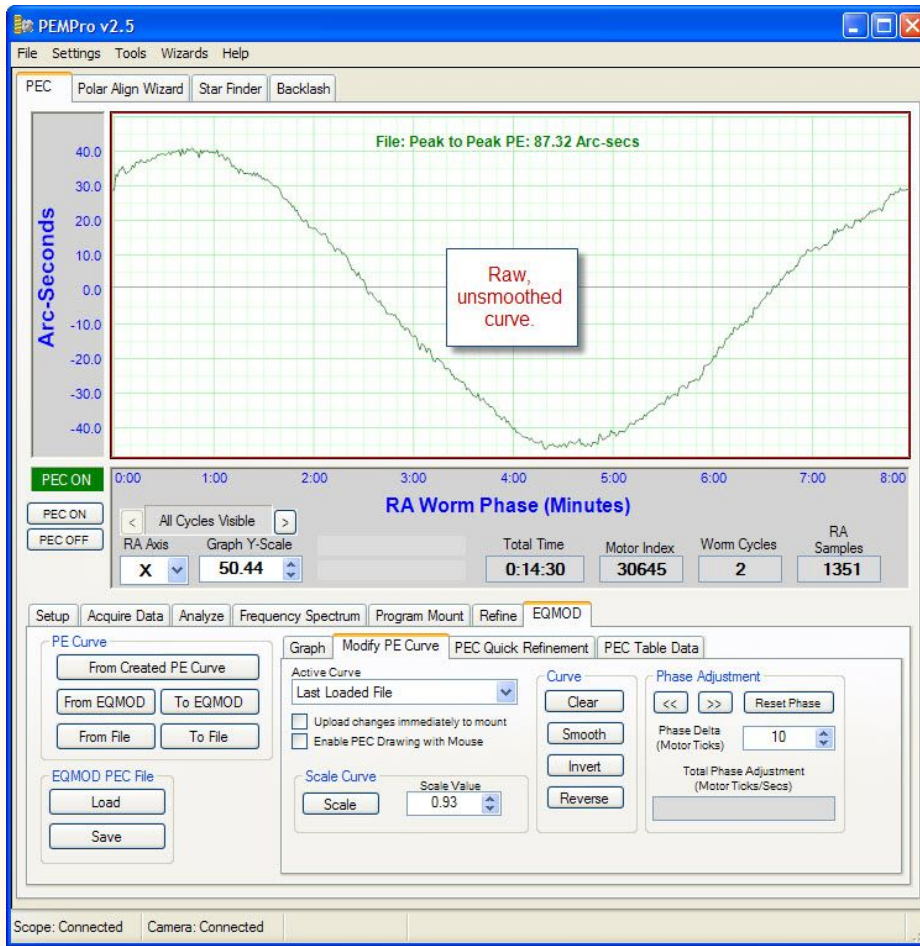 PEMPro v2.5
File Settings Tools Wizards Help
PEC Polar Align Wizard Star Finder Backlash
File: Peak to Peak PE: 87.32 Arc-secs
Arc-Seconds
40.0
30.0
20.0
10.0
0.0
-10.0
-20.0
-30.0
-40.0
Raw,
unsmoothed
curve.
PEC ON
0:00 1:00 2:00 3:00 4:00 5:00 6:00 7:00 8:00
RA Worm Phase (Minutes)
PEC ON
PEC OFF
< All Cycles Visible >
RA Axis Graph Y-Scale Total Time Motor Index Worm Cycles RA
Samples
X 50.44 0:14:30 30645 2 1351
Setup Acquire Data Analyze Frequency Spectrum Program Mount Refine EQMOD
PE Curve
From Created PE Curve
From EQMOD To EQMOD
From File To File
EQMOD PEC File
Load
Save
Graph Modify PE Curve PEC Quick Refinement PEC Table Data
Active Curve
Last Loaded File
Upload changes immediately to mount
Enable PEC Drawing with Mouse
Scale Curve
Scale Value
Scale 0.93
Curve
Clear
Smooth
Invert
Reverse
Phase Adjustment
<< >> Reset Phase
Phase Delta
(Motor Ticks)
10
Total Phase Adjustment
(Motor Ticks/Secs)
Scope: Connected Camera: Connected